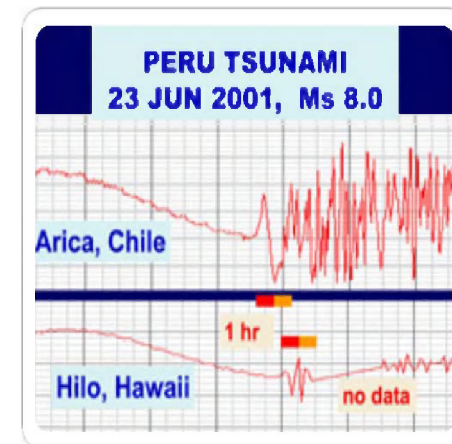 PERU TSUNAMI
23 JUN 2001, Ms 8.0
Arica, Chile
1 hr
Hilo, Hawaii
no data